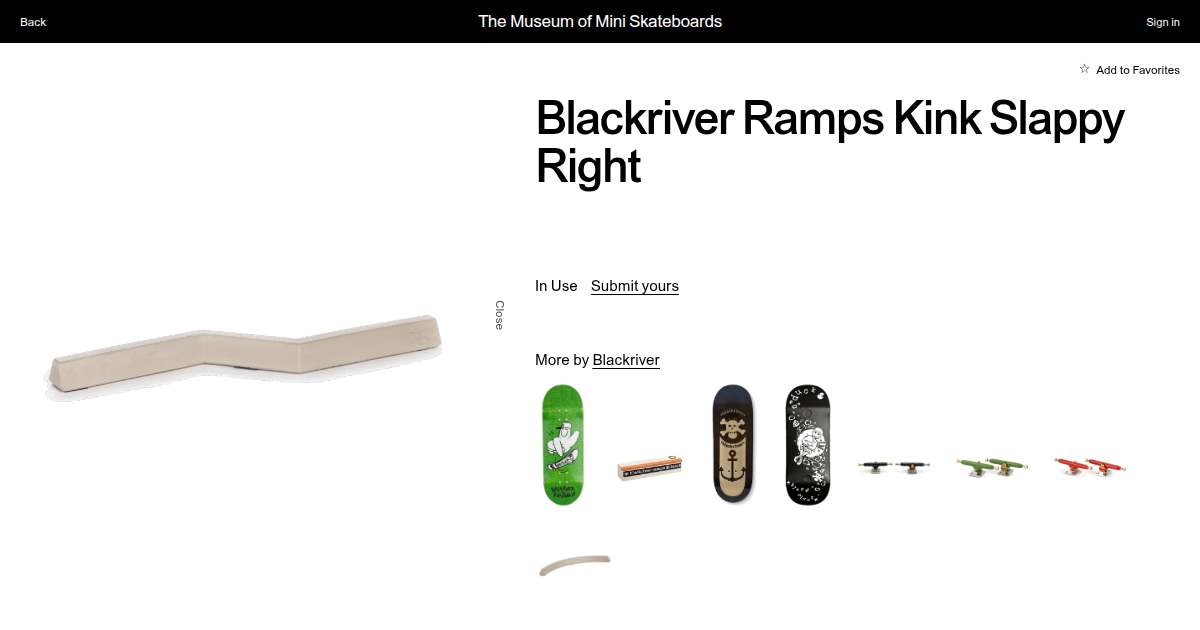 Back
The Museum of Mini Skateboards
Sign in
☆ Add to Favorites
Blackriver Ramps Kink Slappy
Right
In Use Submit yours
Close
More by Blackriver